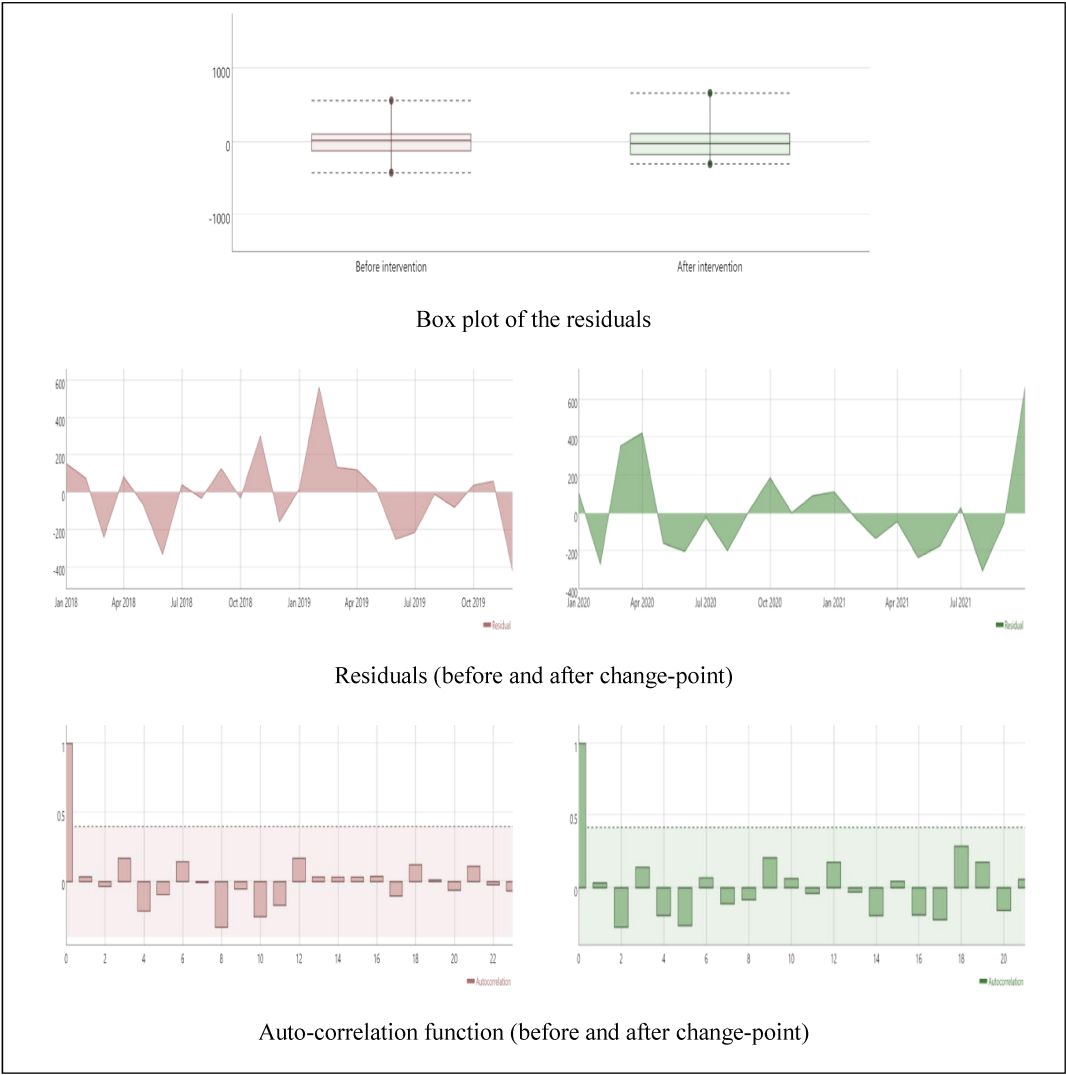 1000
0
-1000
Before intervention After intervention
Box plot of the residuals
600
400
200
0
-200
-400
Jan 2018 Apr 2018 Jul 2018 Oct 2018 Jan 2019 Apr 2019 Jul 2019 Oct 2019
Residual
600
400
200
0
-200
-400
Jan 2020 Apr 2020 Jul 2020 Oct 2020 Jan 2021 Apr 2021 Jul 2021
Residual
Residuals (before and after change-point)
1
0.5
0
0 2 4 6 8 10 12 14 16 18 20 22
Autocorrelation
1
0.5
0
0 2 4 6 8 10 12 14 16 18 20
Autocorrelation
Auto-correlation function (before and after change-point)